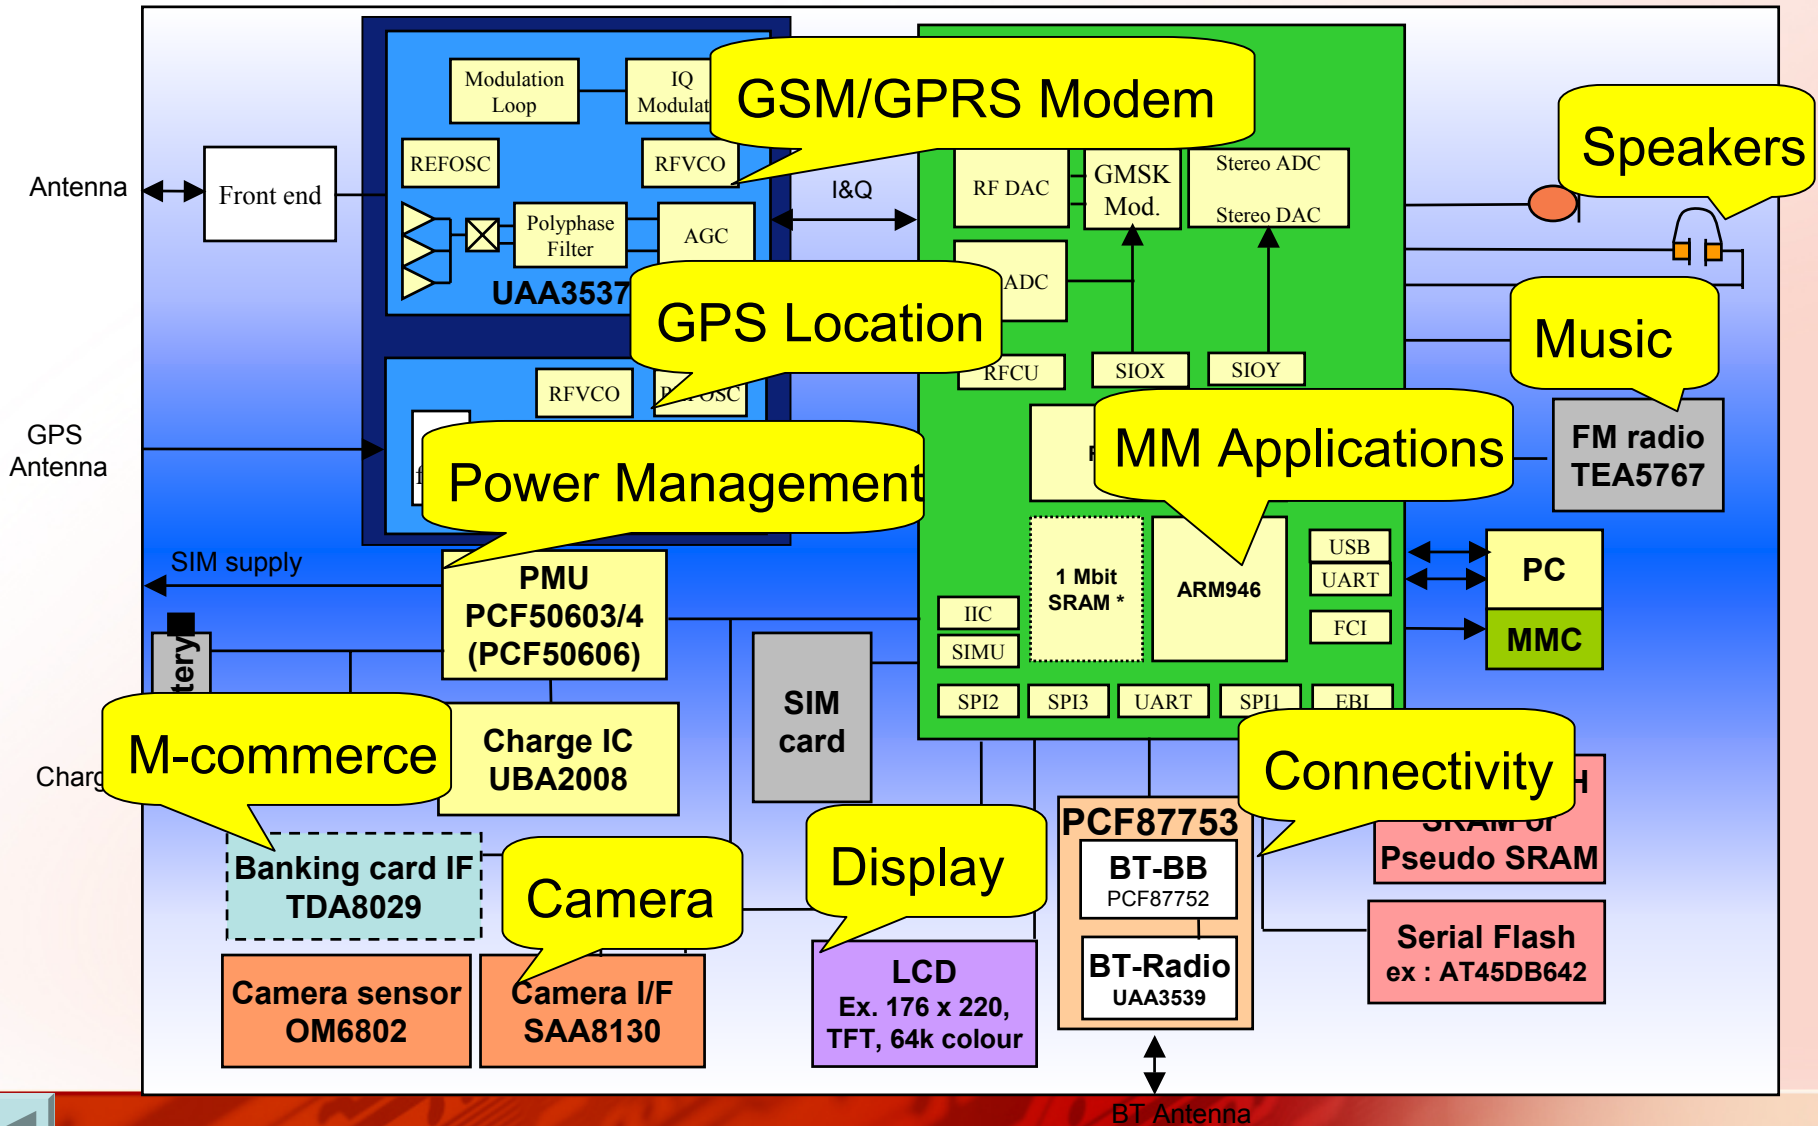 Modulation
Loop
IQ
GSM/GPRS Modem
Speakers
REFOSC
RFVCO
Antenna
Front end
I&Q
RF DAC
GMSK
Mod.
Stereo ADC
Stereo DAC
Polyphase
Filter
AGC
UAA3537
ADC
GPS Location
Music
RFVCO
RFCU
SIOX
SIOY
GPS
Antenna
Power Management
MM Applications
FM radio
TEA5767
SIM supply
PMU
PCF50603/4
(PCF50606)
1 Mbit
SRAM *
ARM946
USB
UART
FCI
PC
MMC
IIC
SIMU
SPI2
SPI3
UART
SPI1
EBI
SIM
card
M-commerce
Charge IC
UBA2008
Connectivity
SRAM or
Pseudo SRAM
Banking card IF
TDA8029
Camera
Display
PCF87753
BT-BB
PCF87752
BT-Radio
UAA3539
Serial Flash
ex : AT45DB642
Camera sensor
OM6802
Camera I/F
SAA8130
LCD
Ex. 176 x 220,
TFT, 64k colour
BT Antenna